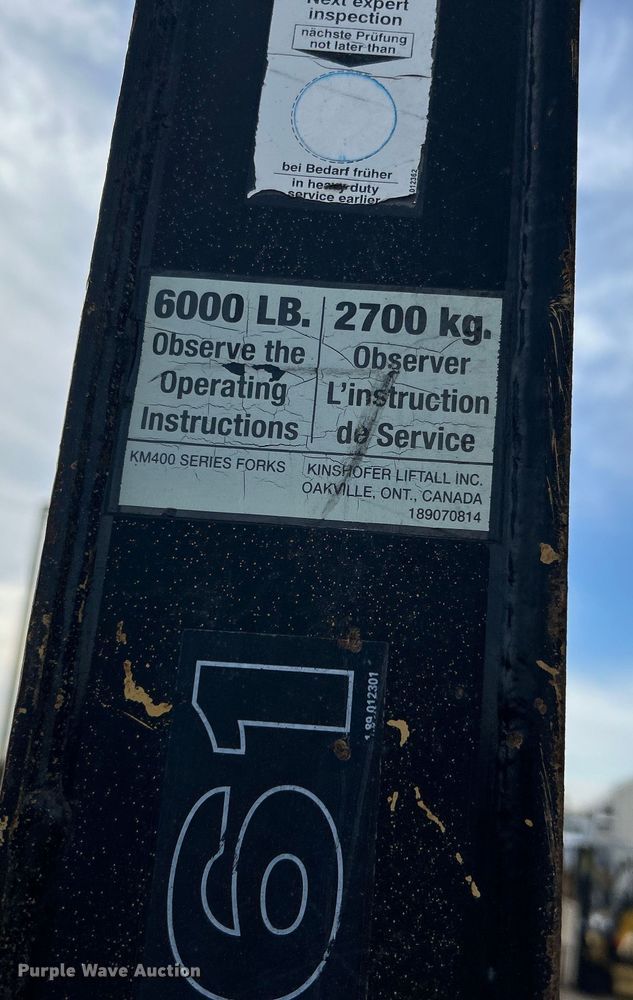 Next expert
inspection
nächste Prüfung
not later than
bei Bedarf früher
in heavy duty
service earlier
012362
6000 LB.
Observe the
Operating
Instructions
2700 kg.
Observer
L'instruction
de Service
KM400 SERIES FORKS
KINSHOFER LIFTALL INC.
OAKVILLE, ONT., CANADA
189070814
1.89.012301
61
Purple Wave Auction